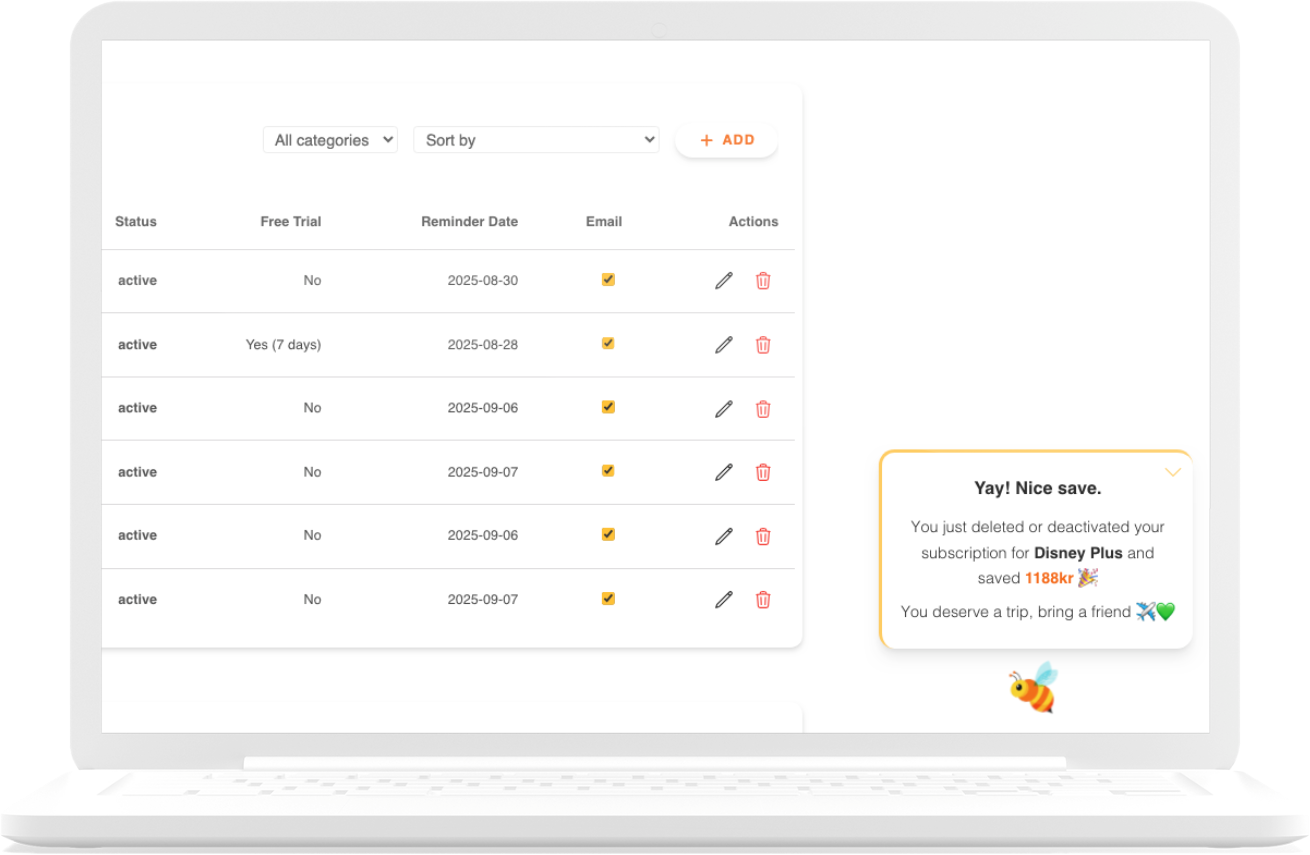 All categories Sort by + ADD
Status Free Trial Reminder Date Email Actions
active No 2025-08-30
active Yes (7 days) 2025-08-28
active No 2025-09-06
active No 2025-09-07
active No 2025-09-06
active No 2025-09-07
Yay! Nice save.
You just deleted or deactivated your
subscription for Disney Plus and
saved 1188kr 🎉
You deserve a trip, bring a friend ✈️💚